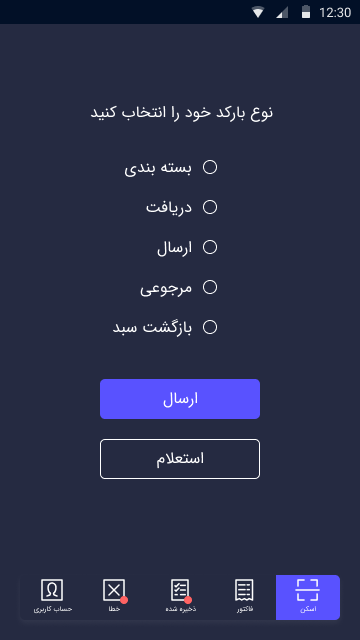 12:30
نوع بارکد خود را انتخاب کنید
بسته بندی
دریافت
ارسال
مرجوعی
بازگشت سبد
ارسال
استعلام
اسکن
فاکتور
ذخیره شده
خطا
حساب کاربری